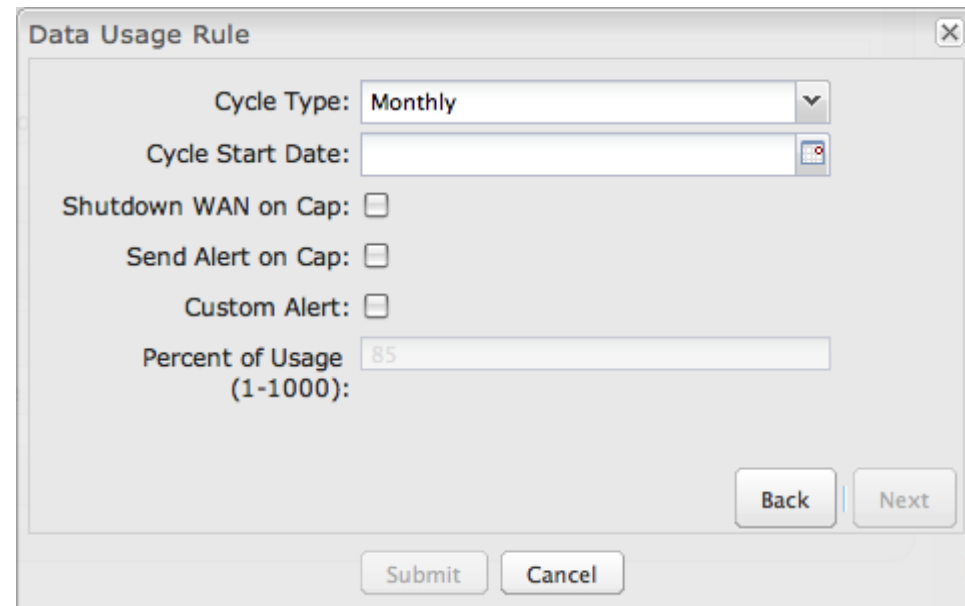 Data Usage Rule
Cycle Type: Monthly
Cycle Start Date:
Shutdown WAN on Cap:
Send Alert on Cap:
Custom Alert:
Percent of Usage 85
(1-1000):
Back Next
Submit Cancel